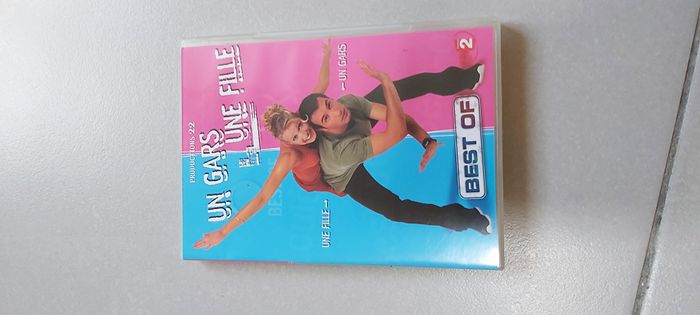 PRODUCTIONS 22
UN GARS
UNE FILLE
← UN GARS
UNE FILLE →
BEST OF
2